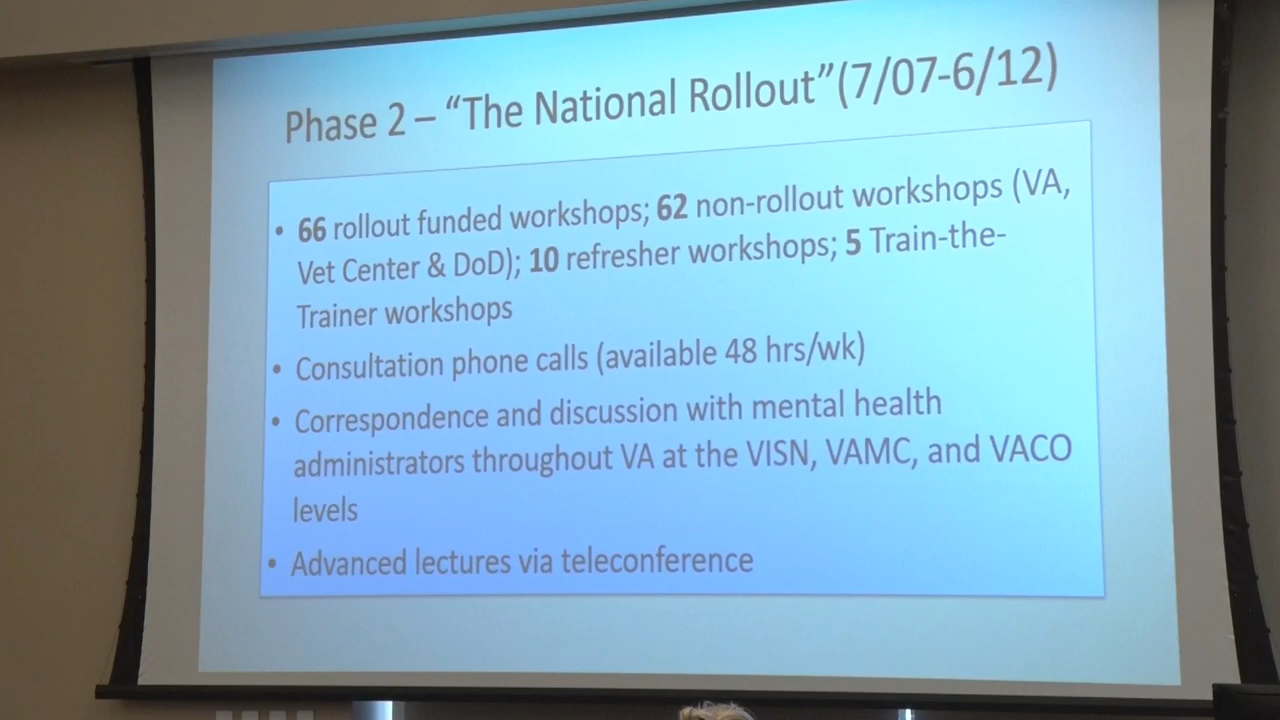 Phase 2 – “The National Rollout”(7/07-6/12)
• 66 rollout funded workshops; 62 non-rollout workshops (VA,
Vet Center & DoD); 10 refresher workshops; 5 Train-the-
Trainer workshops
• Consultation phone calls (available 48 hrs/wk)
• Correspondence and discussion with mental health
administrators throughout VA at the VISN, VAMC, and VACO
levels
• Advanced lectures via teleconference